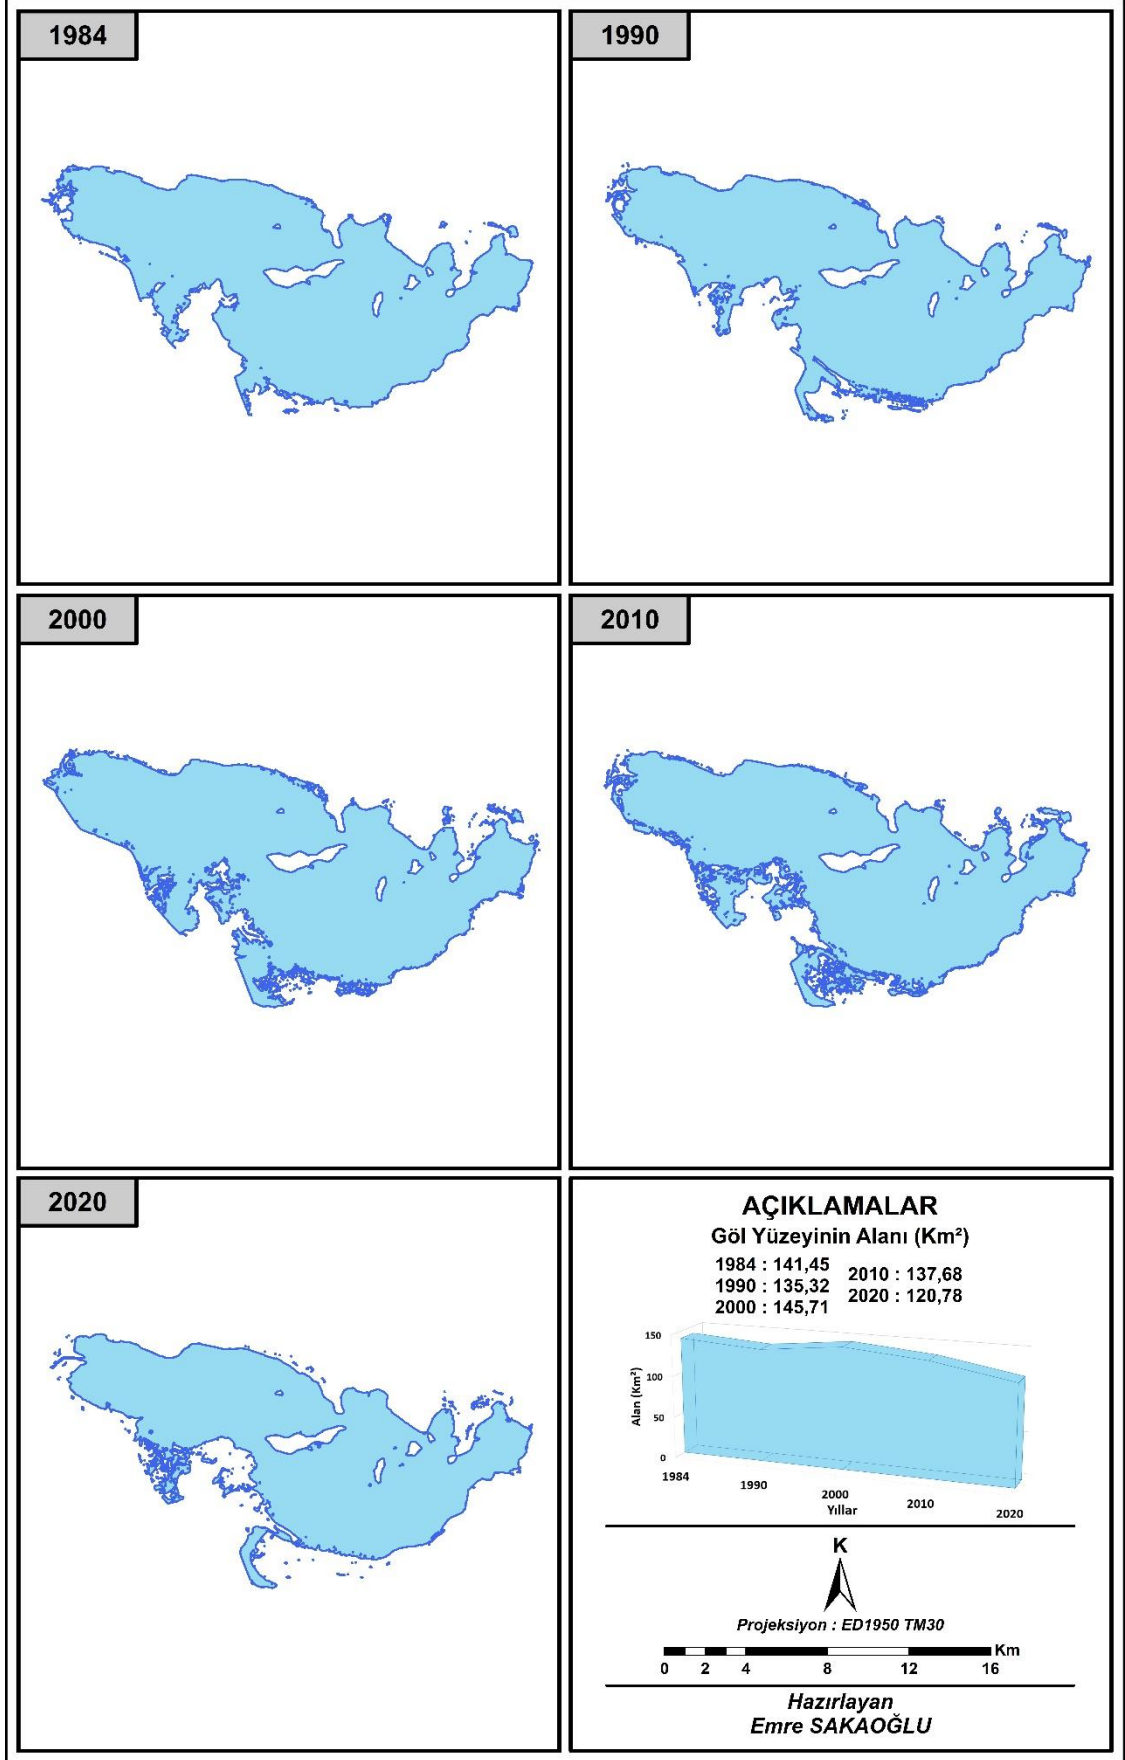 1984
1990
2000
2010
2020
AÇIKLAMALAR
Göl Yüzeyinin Alanı (Km²)
1984 : 141,45
1990 : 135,32
2000 : 145,71
2010 : 137,68
2020 : 120,78
150
100
50
0
Alan (Km²)
1984
1990
2000
2010
2020
Yıllar
K
Projeksiyon : ED1950 TM30
Km
0 2 4 8 12 16
Hazırlayan
Emre SAKAOĞLU